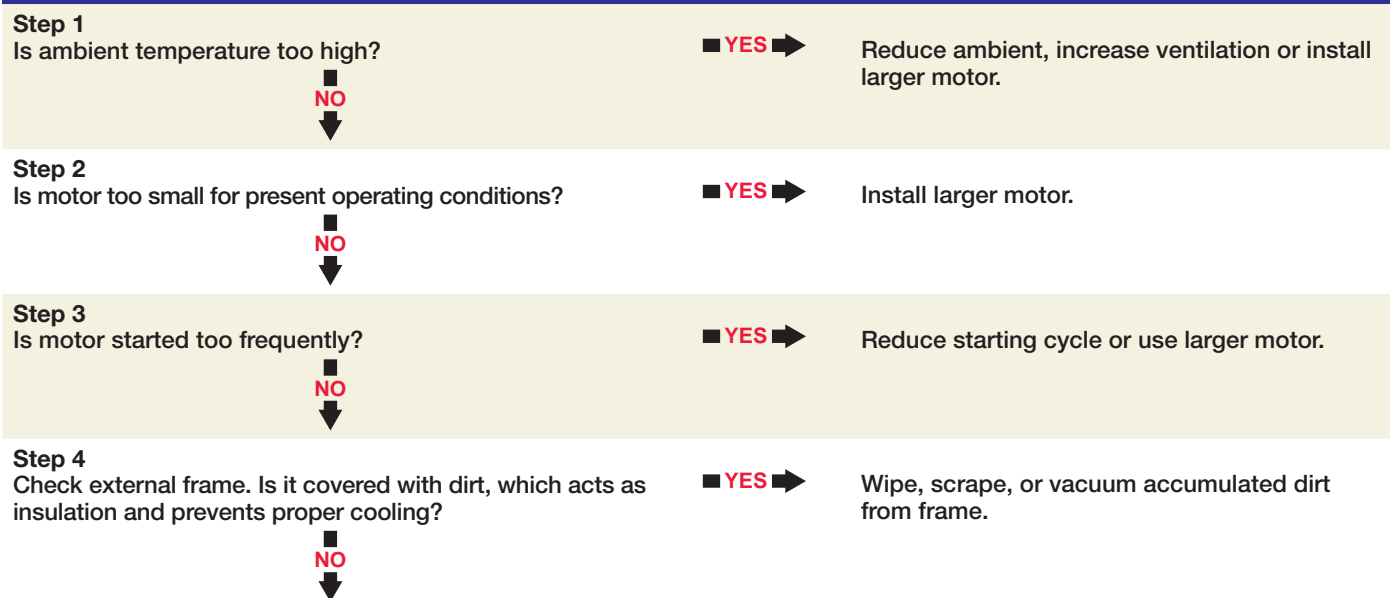 Step 1
Is ambient temperature too high?
YES
Reduce ambient, increase ventilation or install
larger motor.
NO
Step 2
Is motor too small for present operating conditions?
YES
Install larger motor.
NO
Step 3
Is motor started too frequently?
YES
Reduce starting cycle or use larger motor.
NO
Step 4
Check external frame. Is it covered with dirt, which acts as
insulation and prevents proper cooling?
YES
Wipe, scrape, or vacuum accumulated dirt
from frame.
NO